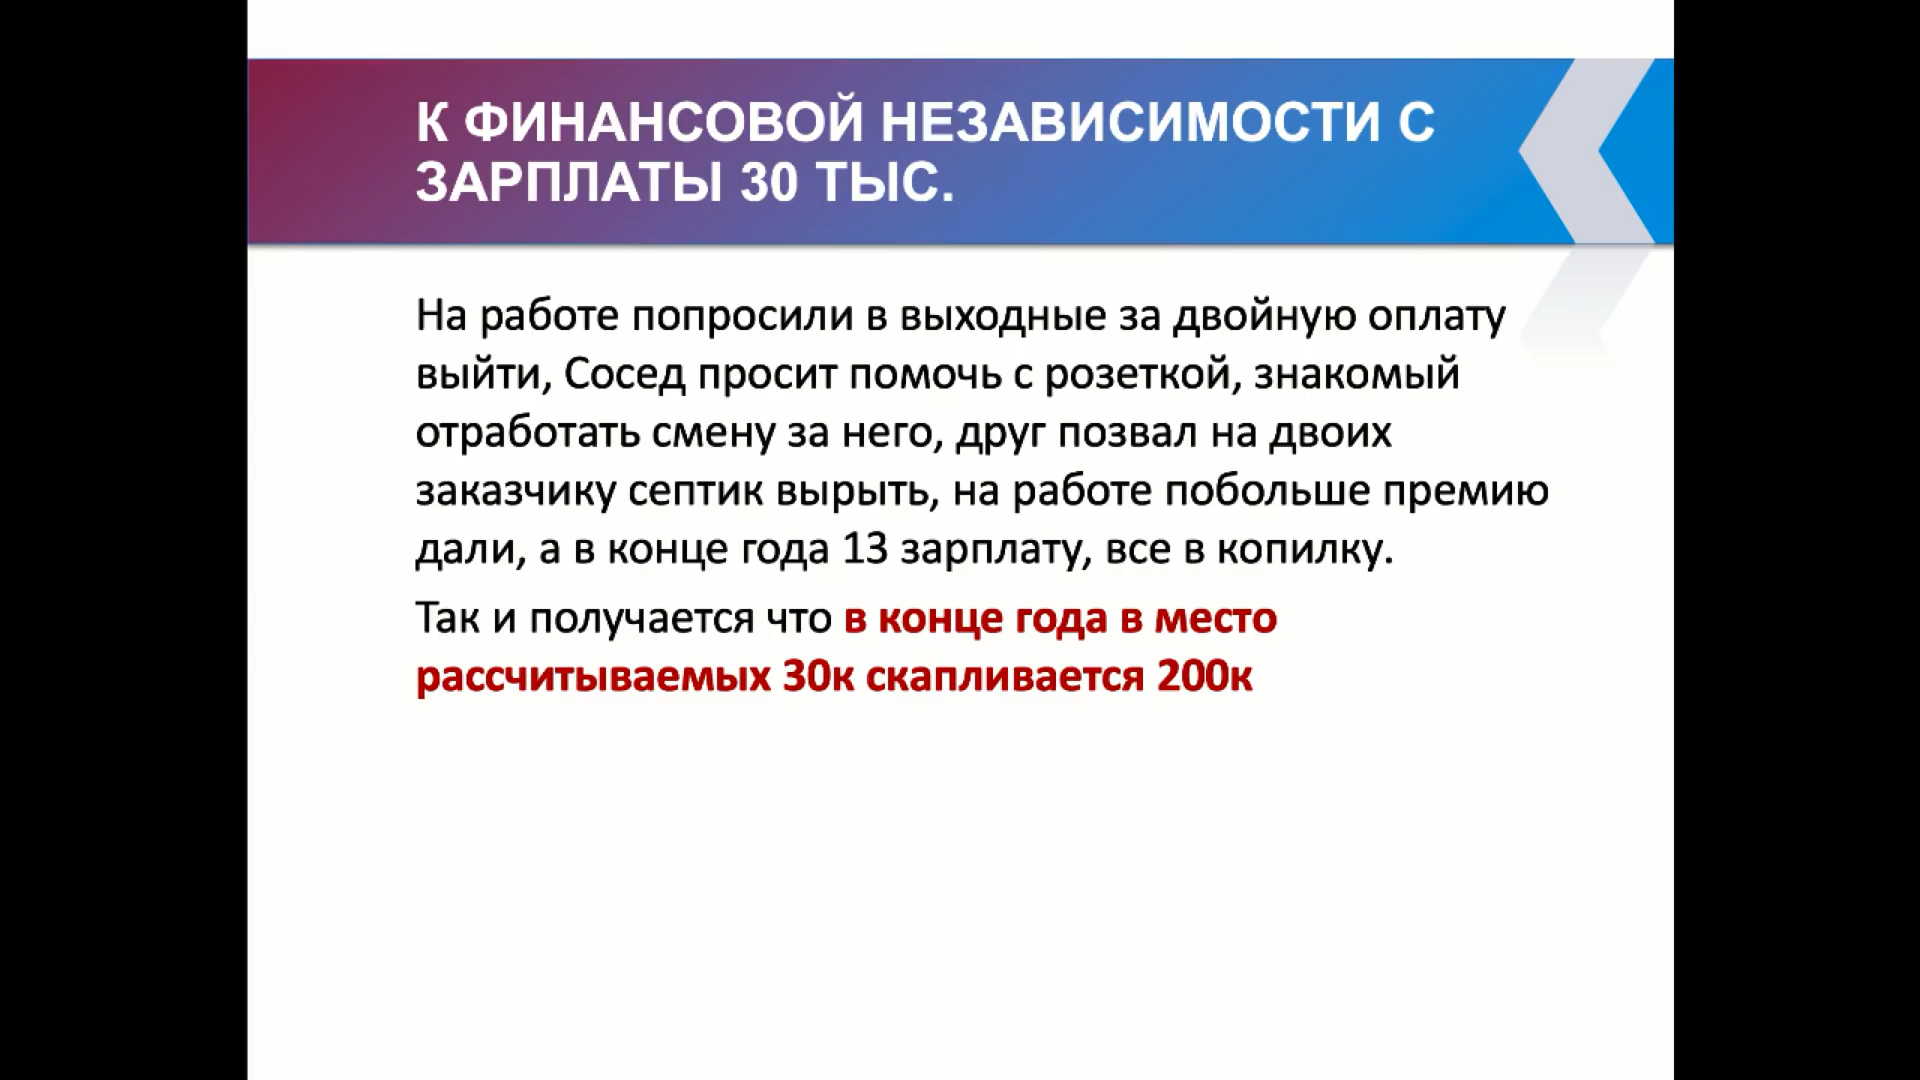 К ФИНАНСОВОЙ НЕЗАВИСИМОСТИ С
ЗАРПЛАТЫ 30 ТЫС.
На работе попросили в выходные за двойную оплату
выйти, Сосед просит помочь с розеткой, знакомый
отработать смену за него, друг позвал на двоих
заказчику септик вырыть, на работе побольше премию
дали, а в конце года 13 зарплату, все в копилку.
Так и получается что в конце года в место
рассчитываемых 30к скапливается 200к